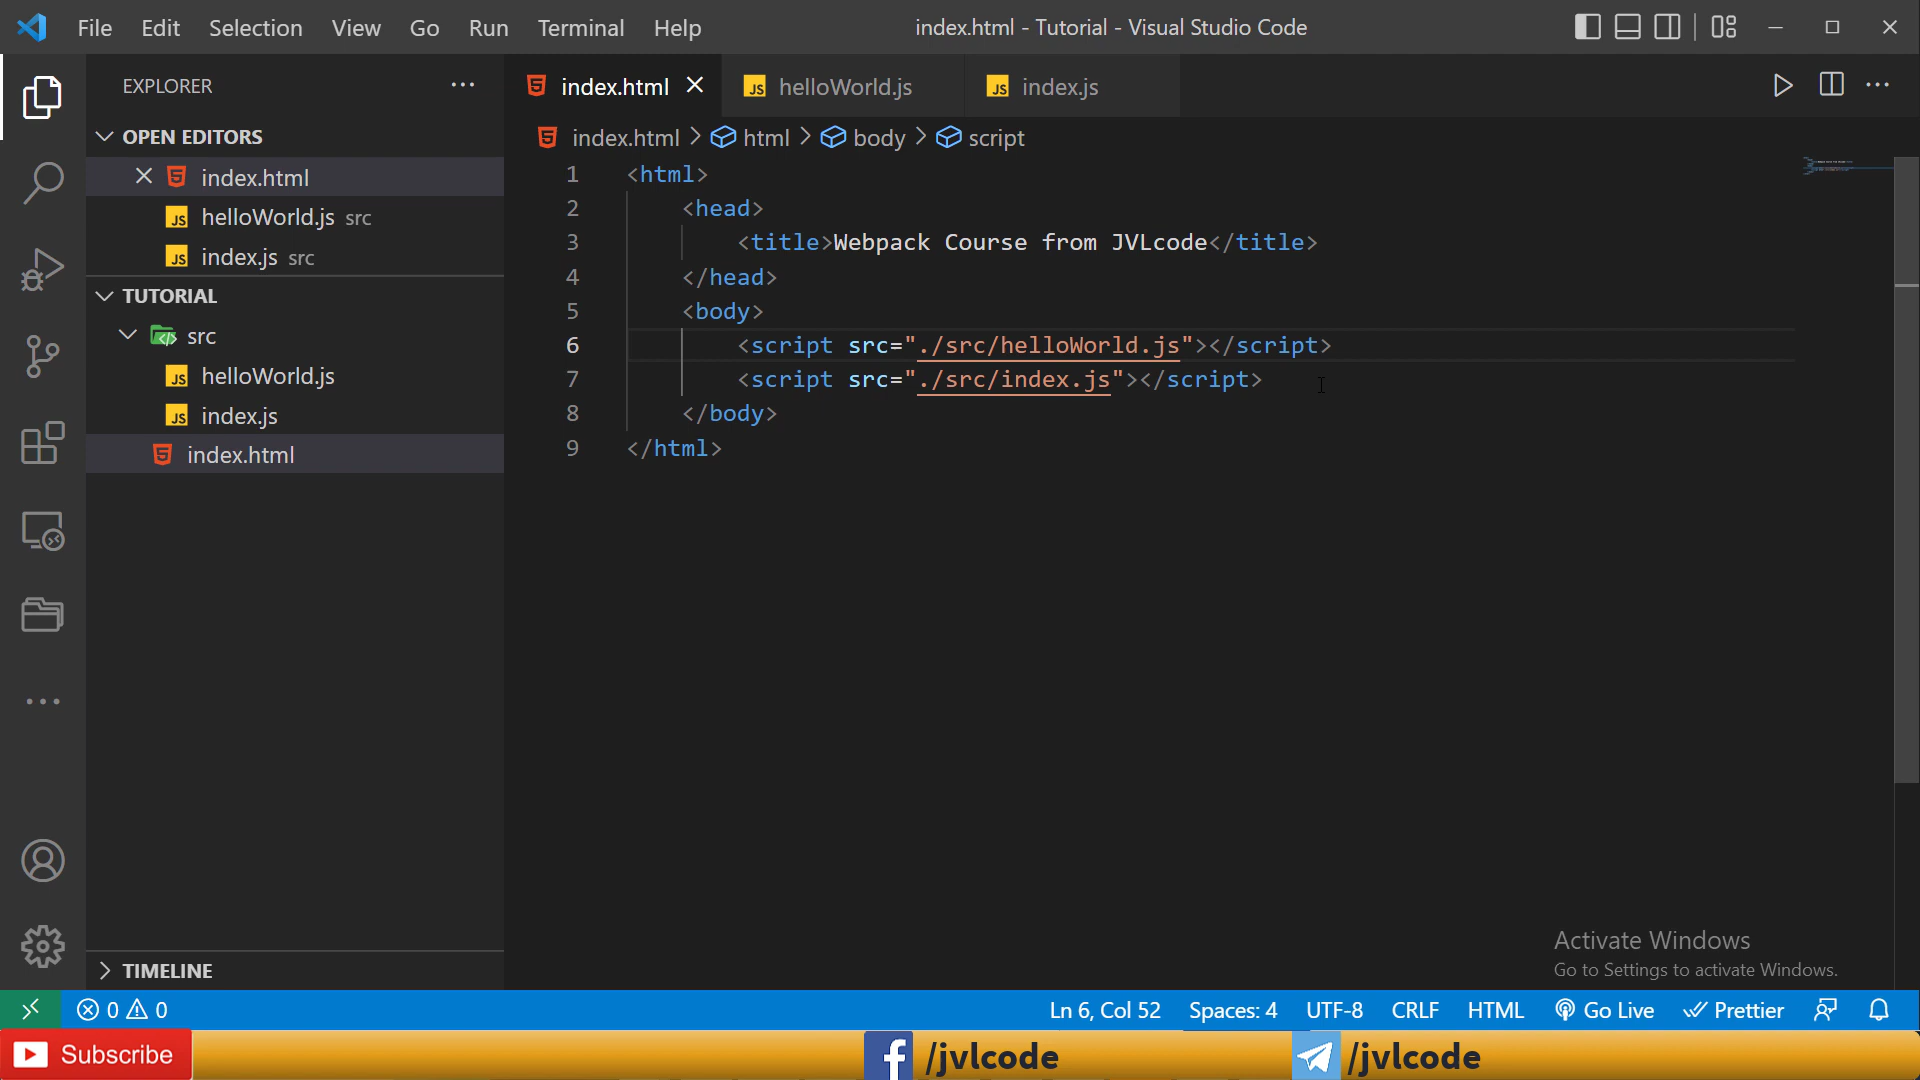 File Edit Selection View Go Run Terminal Help
index.html - Tutorial - Visual Studio Code
EXPLORER
OPEN EDITORS
index.html
helloWorld.js src
index.js src
TUTORIAL
src
helloWorld.js
index.js
index.html
TIMELINE
index.html helloWorld.js index.js
index.html > html > body > script
1 <html>
2 <head>
3 <title>Webpack Course from JVLcode</title>
4 </head>
5 <body>
6 <script src="./src/helloWorld.js"></script>
7 <script src="./src/index.js"></script>
8 </body>
9 </html>
Activate Windows
Go to Settings to activate Windows.
0 0 Ln 6, Col 52 Spaces: 4 UTF-8 CRLF HTML Go Live Prettier
Subscribe /jvlcode /jvlcode